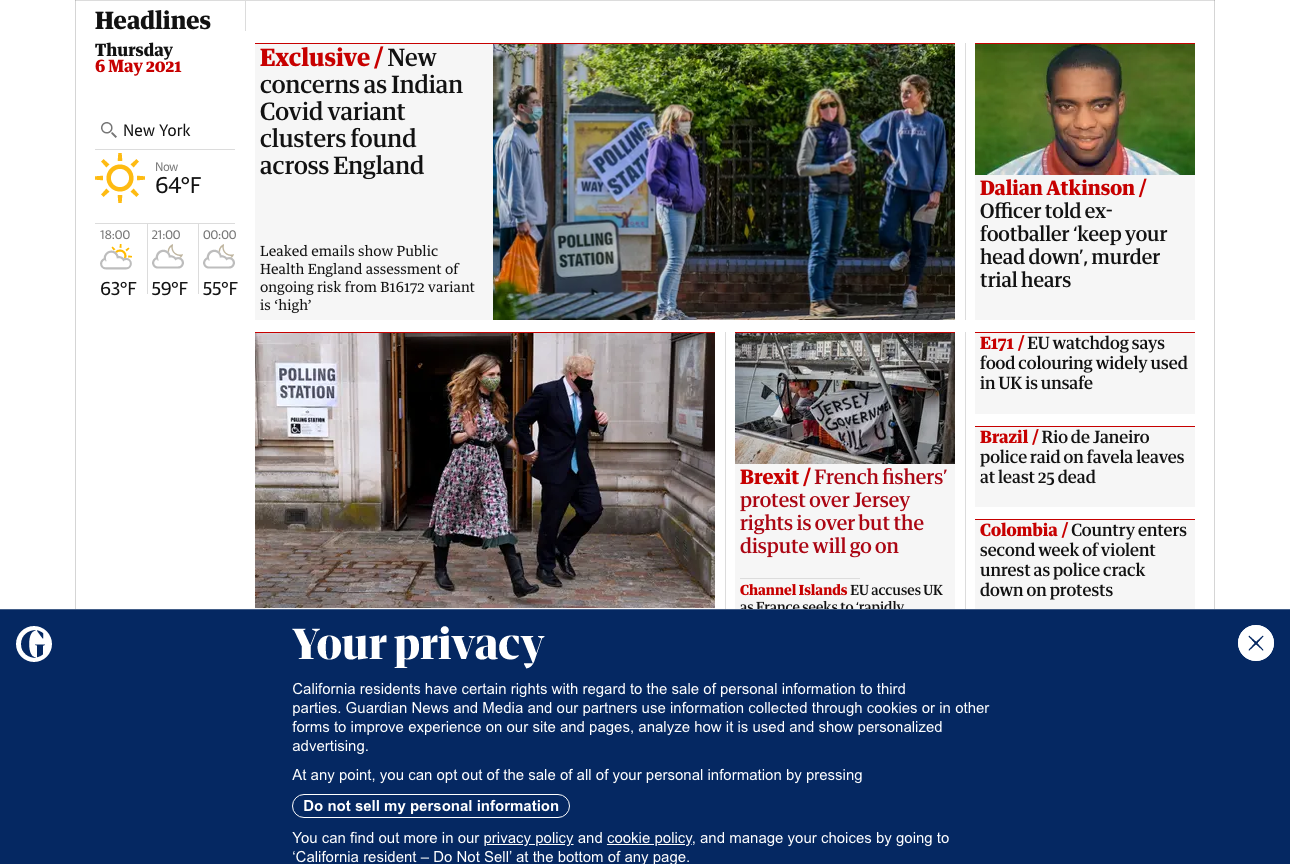 Headlines
Thursday
6 May 2021
New York
Now
64°F
18:00
21:00
00:00
63°F
59°F
55°F
Exclusive / New
concerns as Indian
Covid variant
clusters found
across England
Leaked emails show Public
Health England assessment of
ongoing risk from B16172 variant
is ‘high’
POLLING
STATION
WAY
POLLING
STATION
Dalian Atkinson /
Officer told ex-
footballer ‘keep your
head down’, murder
trial hears
POLLING
STATION
POLLING STATION
JERSEY
GOVERNME
KILL U
Brexit / French fishers’
protest over Jersey
rights is over but the
dispute will go on
Channel Islands EU accuses UK
as France seeks to ‘rapidly
E171 / EU watchdog says
food colouring widely used
in UK is unsafe
Brazil / Rio de Janeiro
police raid on favela leaves
at least 25 dead
Colombia / Country enters
second week of violent
unrest as police crack
down on protests
G
Your privacy
California residents have certain rights with regard to the sale of personal information to third
parties. Guardian News and Media and our partners use information collected through cookies or in other
forms to improve experience on our site and pages, analyze how it is used and show personalized
advertising.
At any point, you can opt out of the sale of all of your personal information by pressing
Do not sell my personal information
You can find out more in our privacy policy and cookie policy, and manage your choices by going to
‘California resident – Do Not Sell’ at the bottom of any page.